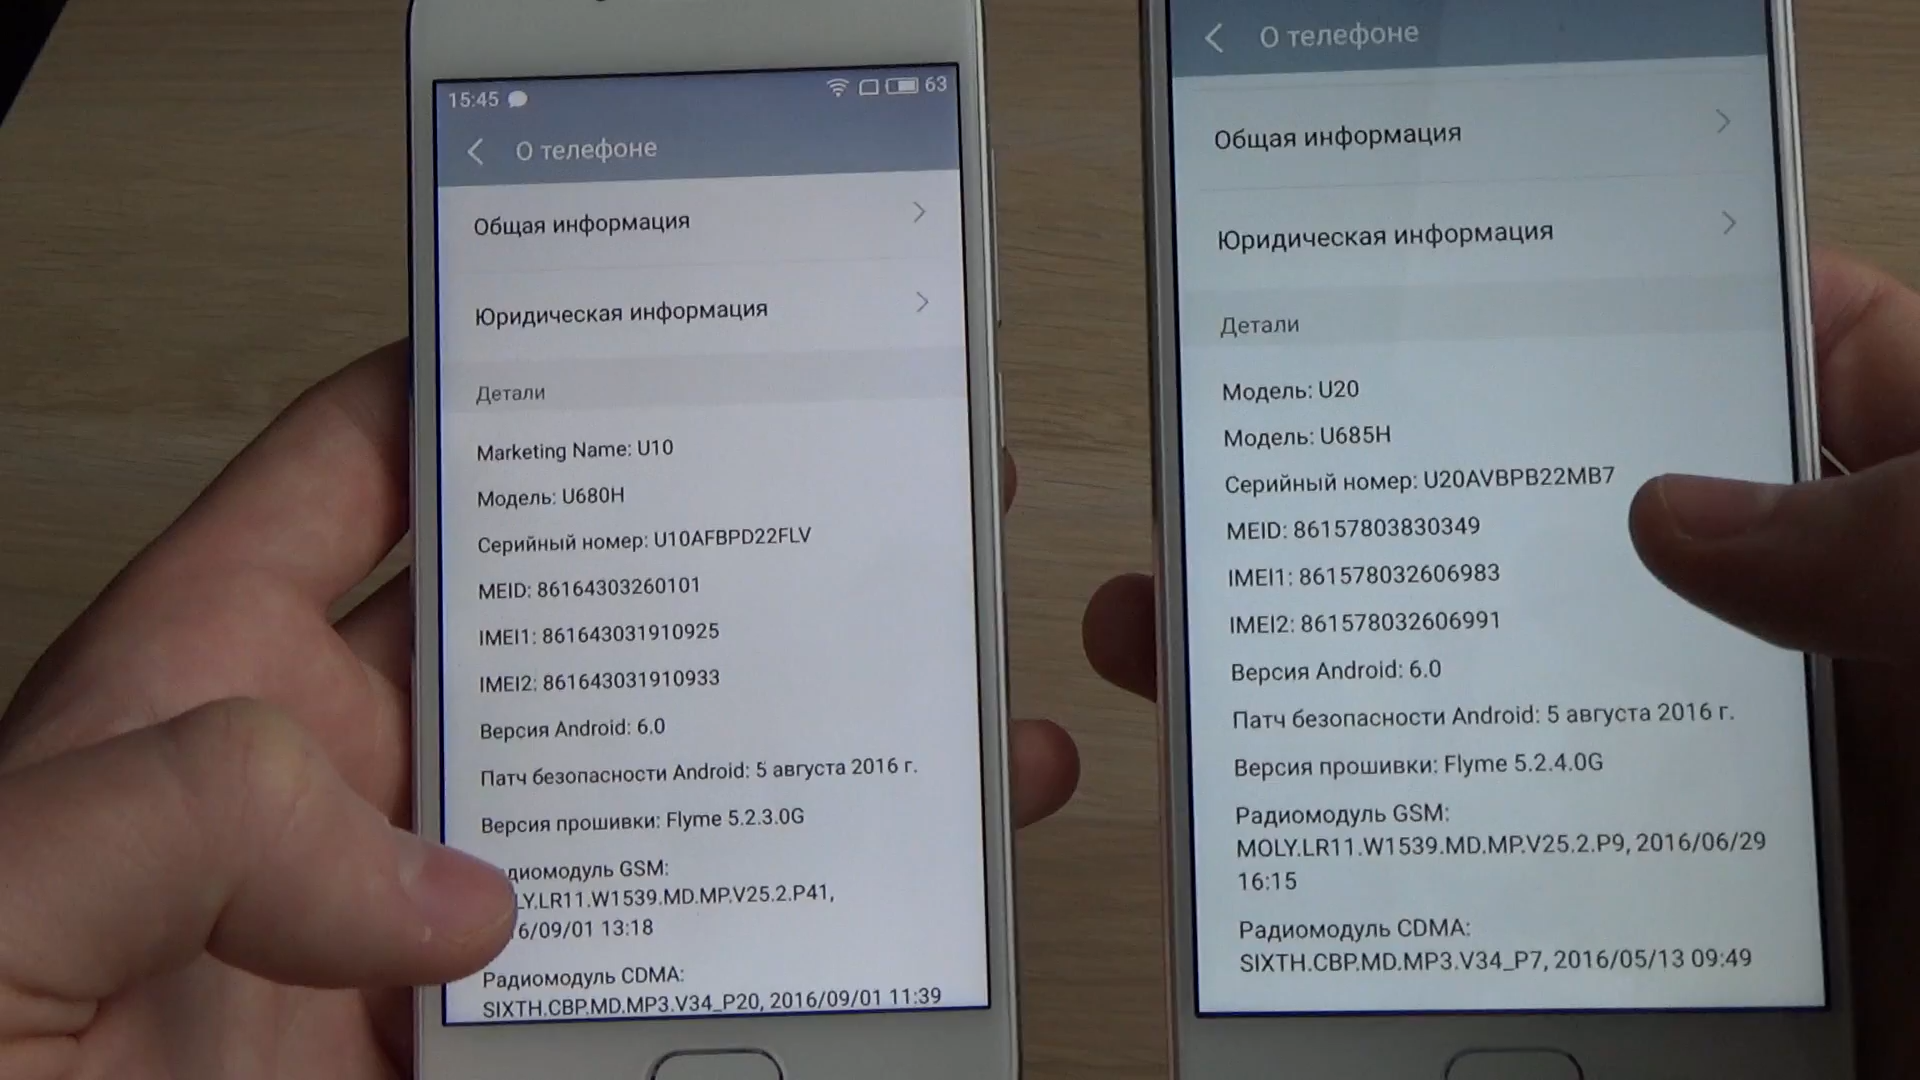 15:45
63
О телефоне
Общая информация
Юридическая информация
Детали
Marketing Name: U10
Модель: U680H
Серийный номер: U10AFBPD22FLV
MEID: 86164303260101
IMEI1: 861643031910925
IMEI2: 861643031910933
Версия Android: 6.0
Патч безопасности Android: 5 августа 2016 г.
Версия прошивки: Flyme 5.2.3.0G
диомодуль GSM:
LY.LR11.W1539.MD.MP.V25.2.P41,
6/09/01 13:18
Радиомодуль CDMA:
SIXTH.CBP.MD.MP3.V34_P20, 2016/09/01 11:39
О телефоне
Общая информация
Юридическая информация
Детали
Модель: U20
Модель: U685H
Серийный номер: U20AVBPB22MB7
MEID: 86157803830349
IMEI1: 861578032606983
IMEI2: 861578032606991
Версия Android: 6.0
Патч безопасности Android: 5 августа 2016 г.
Версия прошивки: Flyme 5.2.4.0G
Радиомодуль GSM:
MOLY.LR11.W1539.MD.MP.V25.2.P9, 2016/06/29
16:15
Радиомодуль CDMA:
SIXTH.CBP.MD.MP3.V34_P7, 2016/05/13 09:49